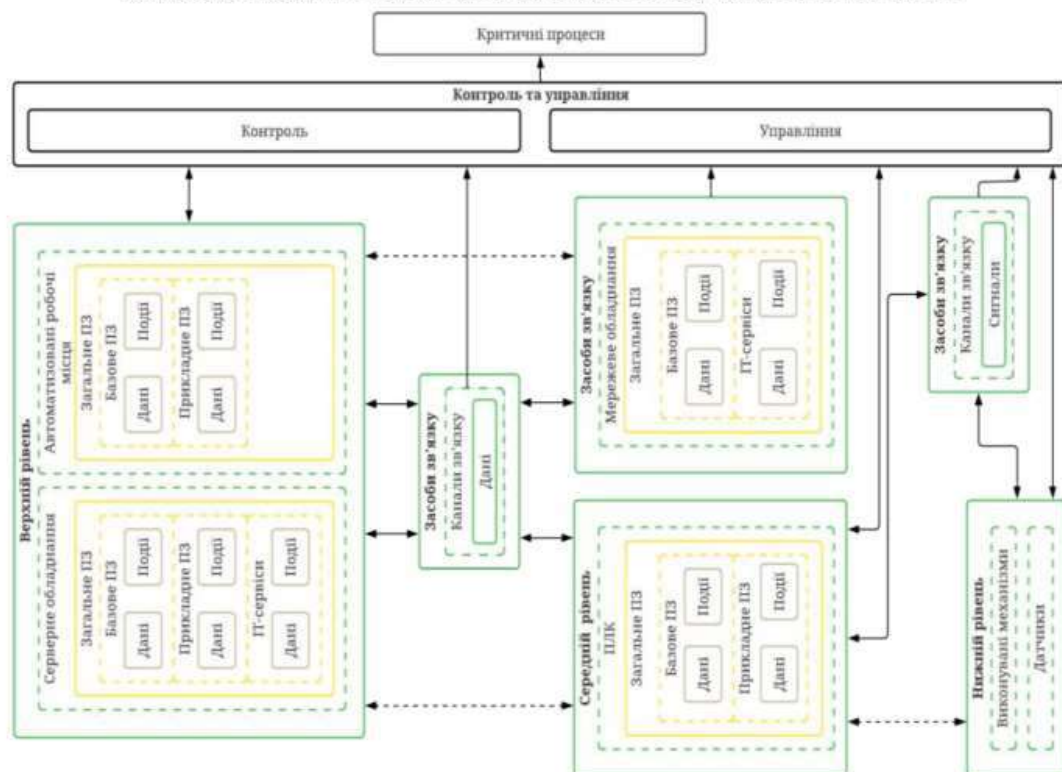 Критичні процеси
Контроль та управління
Контроль
Управління
Верхній рівень
Автоматизовані робочі
місця
Загальне ПЗ
Базове ПЗ
Дані
Події
Прикладне ПЗ
Дані
Події
Серверне обладнання
Загальне ПЗ
Базове ПЗ
Дані
Події
Прикладне ПЗ
Дані
Події
ІТ-сервіси
Дані
Події
Засоби зв'язку
Канали зв'язку
Дані
Засоби зв'язку
Мережеве обладнання
Загальне ПЗ
Базове ПЗ
Дані
Події
ІТ-сервіси
Дані
Події
Середній рівень
ПЛК
Загальне ПЗ
Базове ПЗ
Дані
Події
Прикладне ПЗ
Дані
Події
Засоби зв'язку
Канали зв'язку
Сигнали
Нижній рівень
Виконувані механізми
Датчики